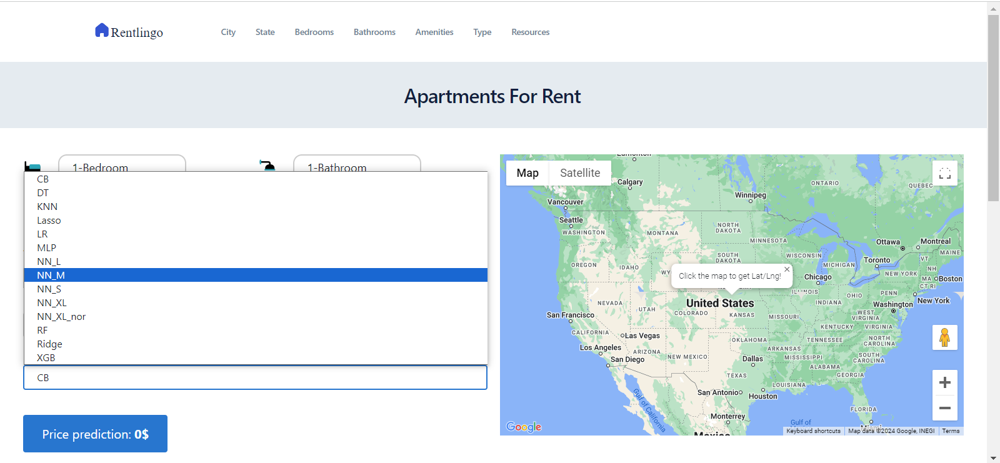 Rentlingo
City State Bedrooms Bathrooms Amenities Type Resources
Apartments For Rent
1-Bedroom
1-Bathroom
CB
DT
KNN
Lasso
LR
MLP
NN_L
NN_M
NN_S
NN_XL
NN_XL_nor
RF
Ridge
XGB
CB
Price prediction: 0$
Map Satellite
Edmonton
Calgary
ONTARIO
QUEBEC
Winnipeg
Vancouver
Seattle
WASHINGTON
MONTANA
NORTH DAKOTA
MINNESOTA
Ottawa
Montreal
MAINE
OREGON
IDAHO
WY
SOUTH DAKOTA
WISCONSIN
MICHIGAN
Toronto
VT
NH
NEW YORK
MA
Boston
CT RI
Click the map to get Lat/Lng!
Chicago
ILLINOIS
IOWA
OHIO
PENN
New York
United States
NEVADA
UTAH
COLORADO
KANSAS
MISSOURI
INDIANA
Washington
WEST VIRGINIA
San Francisco
CALIFORNIA
Las Vegas
KENTUCKY
VIRGINIA
Los Angeles
ARIZONA
NEW MEXICO
OKLAHOMA
ARKANSAS
TENNESSEE
NORTH CAROLINA
San Diego
Dallas
MISSISSIPPI
ALABAMA
SOUTH CAROLINA
GEORGIA
TEXAS
LOUISIANA
San Antonio
Houston
Gulf of California
FLORIDA
Monterrey
Gulf of
Miami
Mexico
Google
Keyboard shortcuts Map data ©2024 Google, INEGI Terms